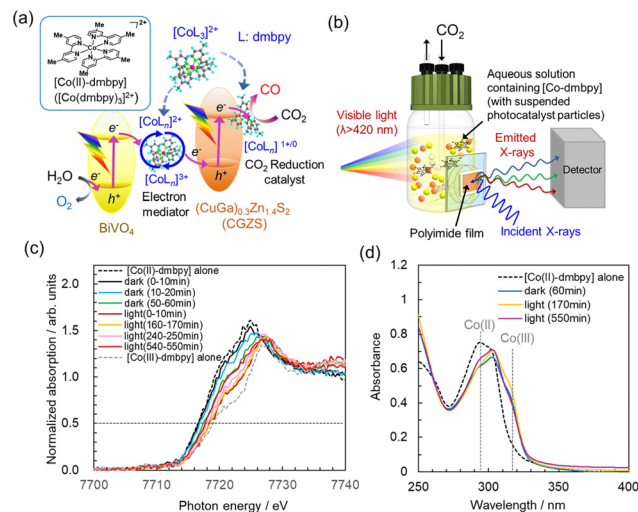 (a)
Me
Me
Me
Me
Me
Me
2+
Co
N
[Co(II)-dmbpy]
([Co(dmbpy)₃]²⁺)
[CoL₃]²⁺
L: dmbpy
CO
CO₂
[CoLₙ]²⁺
e⁻
e⁻
e⁻
e⁻
[CoLₙ] ¹⁺/⁰
CO₂ Reduction
catalyst
H₂O
O₂
h⁺
[CoLₙ]³⁺
Electron
mediator
h⁺
BiVO₄
(CuGa)₀.₃Zn₁.₄S₂
(CGZS)
(b)
CO₂
Aqueous solution
containing [Co-dmbpy]
(with suspended
photocatalyst particles)
Visible light
(λ>420 nm)
Emitted
X-rays
Detector
Polyimide film
Incident X-rays
(c)
Normalized absorption / arb. units
2.0
1.5
1.0
0.5
0.0
[Co(II)-dmbpy] alone
dark (0-10min)
dark (10-20min)
dark (50-60min)
light(0-10min)
light(160-170min)
light(240-250min)
light(540-550min)
[Co(III)-dmbpy] alone
7700 7710 7720 7730 7740
Photon energy / eV
(d)
Absorbance
1.2
1
0.8
0.6
0.4
0.2
0
[Co(II)-dmbpy] alone
dark (60min)
light (170min)
light (550min)
Co(II)
Co(III)
250 300 350 400
Wavelength / nm